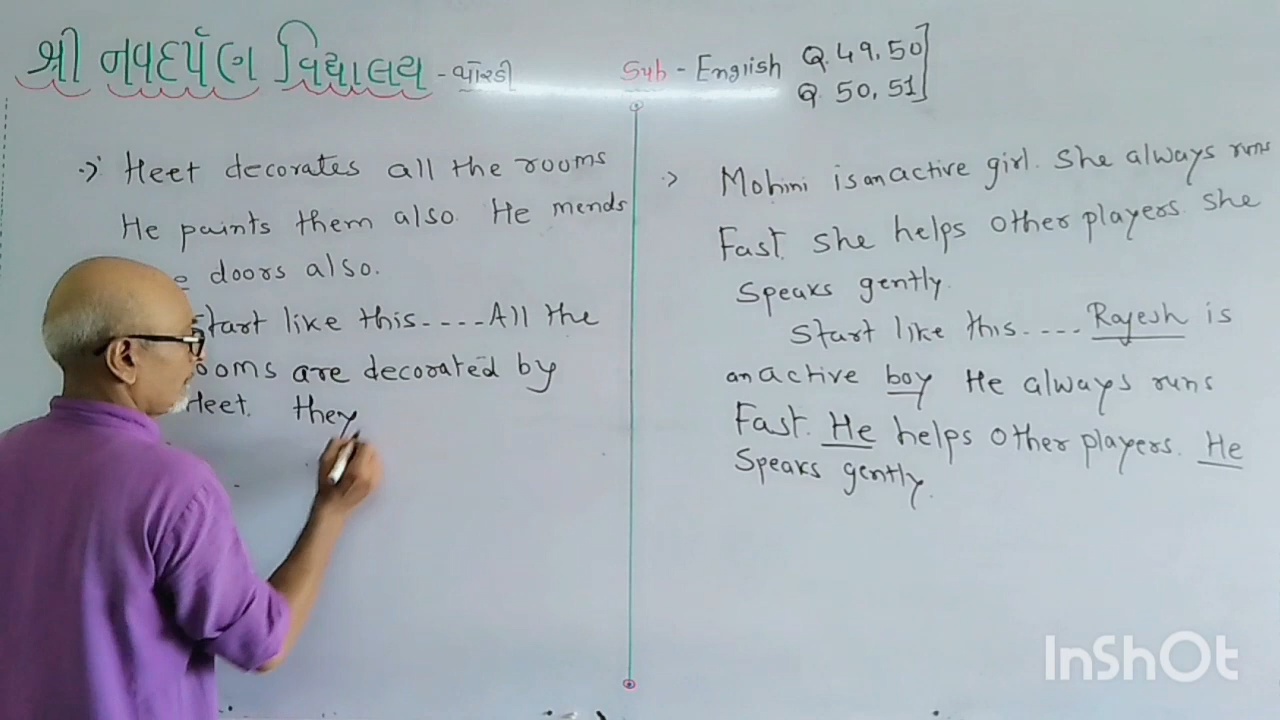 શ્રી નવદર્પણ વિદ્યાલય - બોરડી
Sub - English Q. 49, 50]
Q. 50, 51]
Heet decorates all the rooms
He paints them also. He mends
doors also.
Start like this....All the
rooms are decorated by
Heet. they
Mohini is an active girl. She always runs
Fast. She helps other players. She
Speaks gently.
Start like this.... Rajesh is
an active boy He always runs
Fast. He helps other players. He
Speaks gently.
InShOt